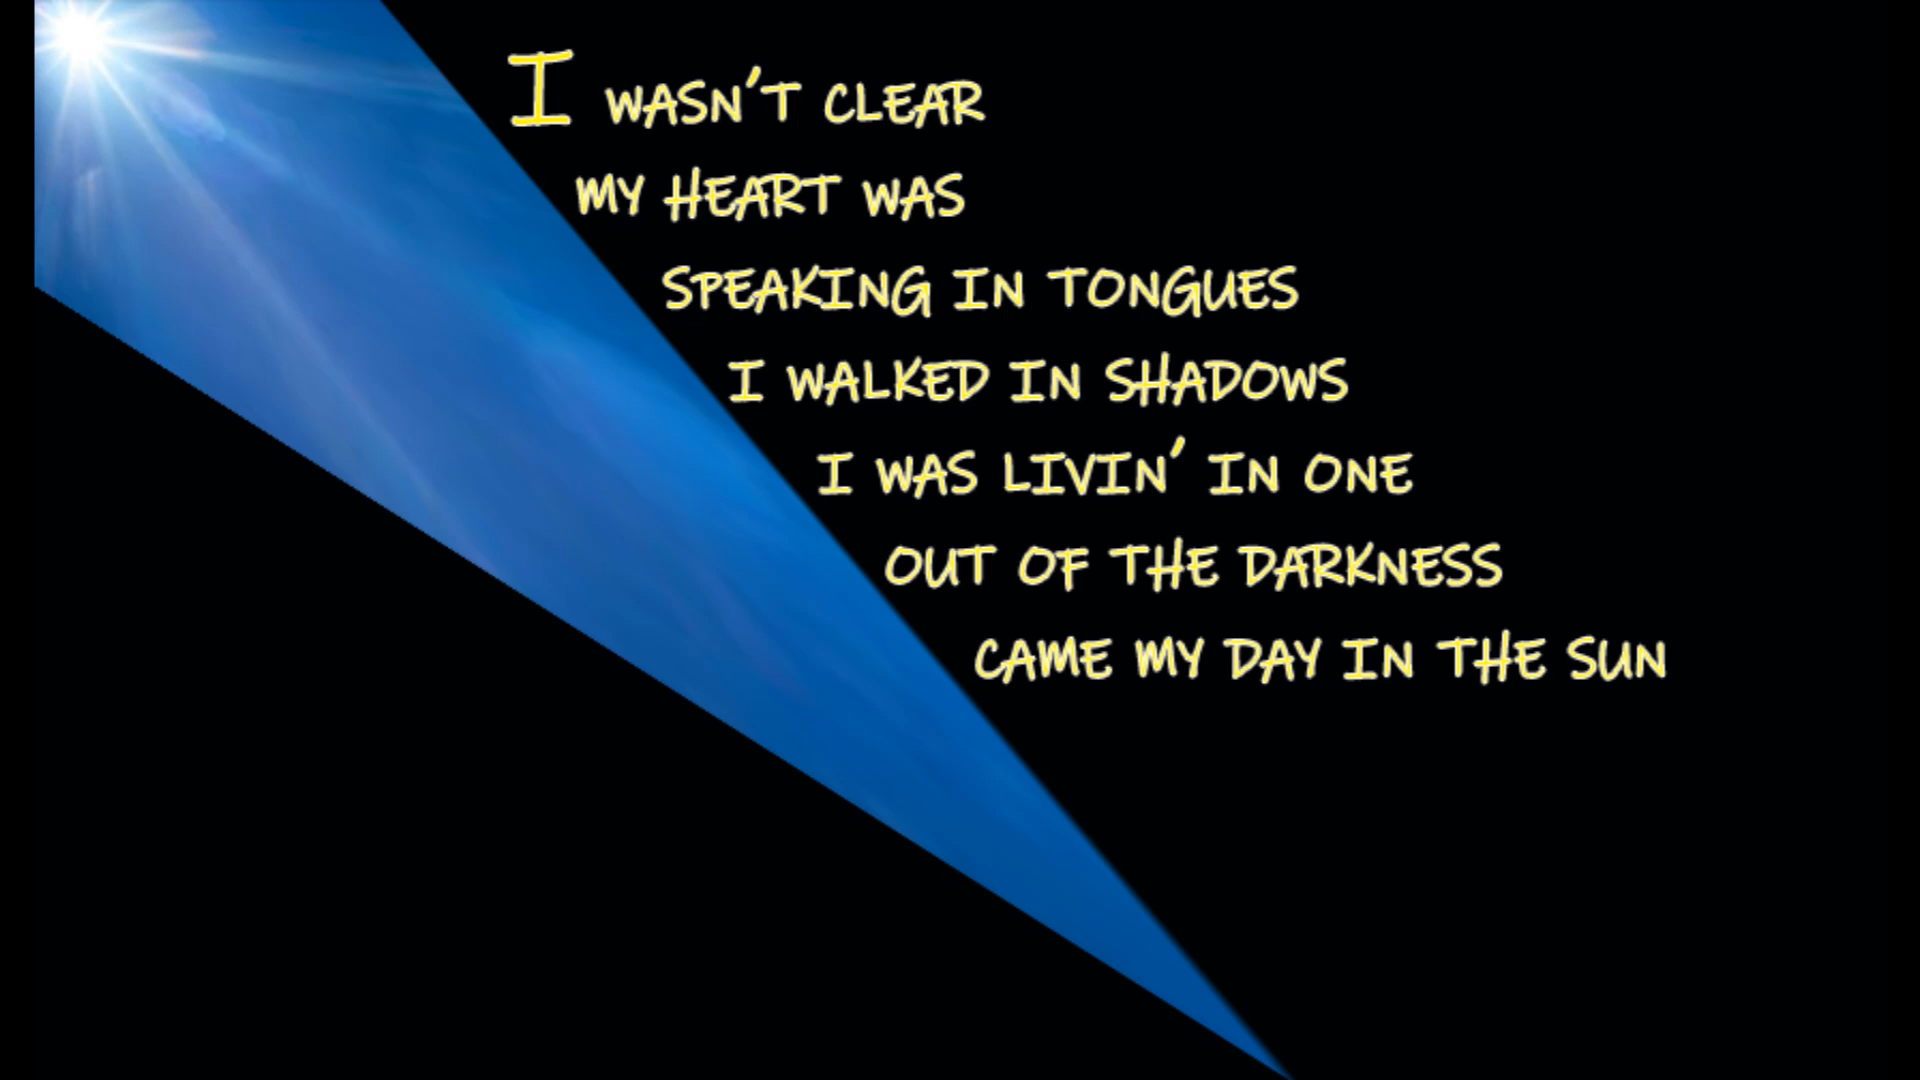 I WASN'T CLEAR
MY HEART WAS
SPEAKING IN TONGUES
I WALKED IN SHADOWS
I WAS LIVIN' IN ONE
OUT OF THE DARKNESS
CAME MY DAY IN THE SUN